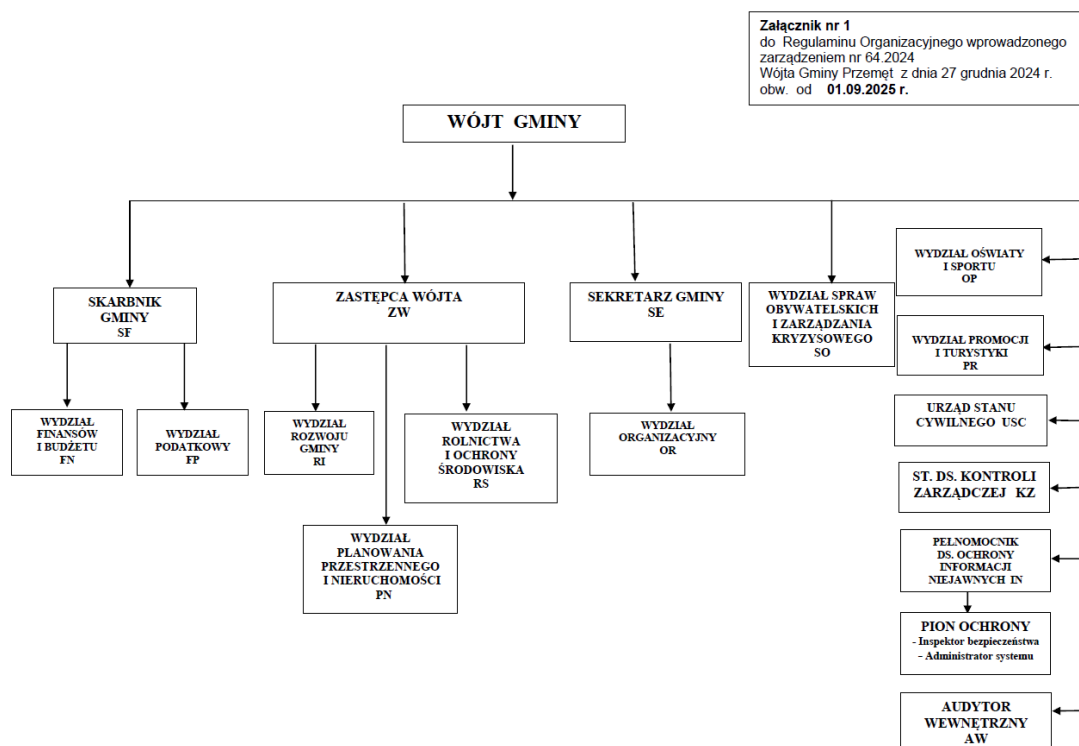 Załącznik nr 1
do Regulaminu Organizacyjnego wprowadzonego
zarządzeniem nr 64.2024
Wójta Gminy Przemęt z dnia 27 grudnia 2024 r.
obw. od 01.09.2025 r.
WÓJT GMINY
SKARBNIK
GMINY
SF
ZASTĘPCA WÓJTA
ZW
SEKRETARZ GMINY
SE
WYDZIAŁ SPRAW
OBYWATELSKICH
I ZARZĄDZANIA
KRYZYSOWEGO
SO
WYDZIAŁ OŚWIATY
I SPORTU
OP
WYDZIAŁ PROMOCJI
I TURYSTYKI
PR
WYDZIAŁ
FINANSÓW
I BUDŻETU
FN
WYDZIAŁ
PODATKOWY
FP
WYDZIAŁ
ROZWOJU
GMINY
RI
WYDZIAŁ
ROLNICTWA
I OCHRONY
ŚRODOWISKA
RS
WYDZIAŁ
ORGANIZACYJNY
OR
URZĄD STANU
CYWILNEGO USC
ST. DS. KONTROLI
ZARZĄDCZEJ KZ
WYDZIAŁ
PLANOWANIA
PRZESTRZENNEGO
I NIERUCHOMOŚCI
PN
PEŁNOMOCNIK
DS. OCHRONY
INFORMACJI
NIEJAWNYCH IN
PION OCHRONY
- Inspektor bezpieczeństwa
- Administrator systemu
AUDYTOR
WEWNĘTRZNY
AW